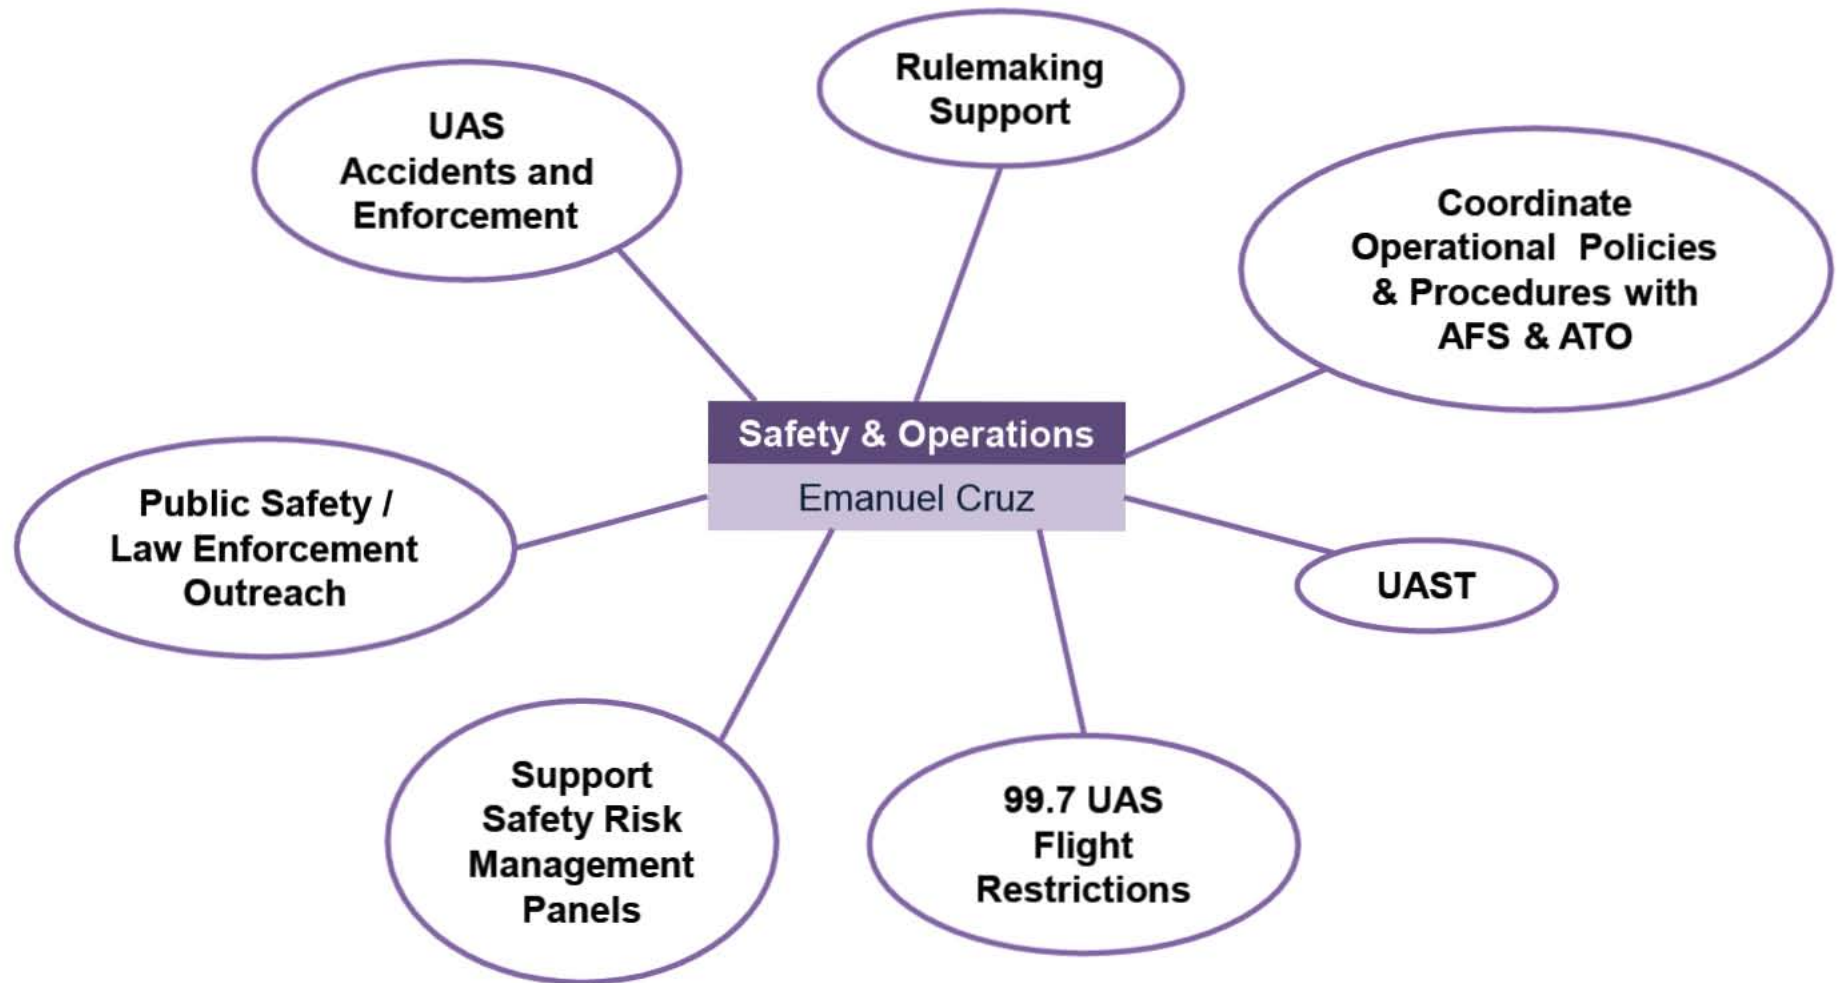 Rulemaking
Support
UAS
Accidents and
Enforcement
Coordinate
Operational Policies
& Procedures with
AFS & ATO
Safety & Operations
Emanuel Cruz
Public Safety /
Law Enforcement
Outreach
UAST
Support
Safety Risk
Management
Panels
99.7 UAS
Flight
Restrictions